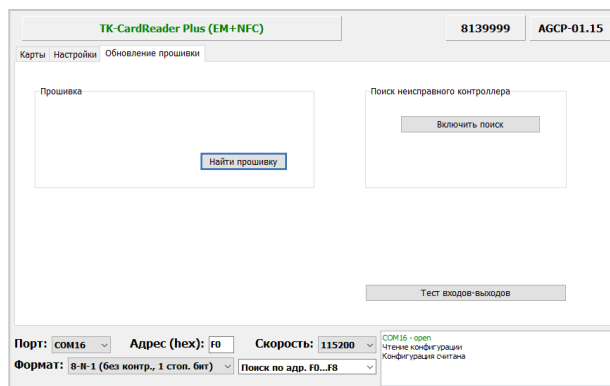 TK-CardReader Plus (EM+NFC) 8139999 AGCP-01.15
Карты Настройки Обновление прошивки
Прошивка
Найти прошивку
Поиск неисправного контроллера
Включить поиск
Тест входов-выходов
Порт: COM16 Адрес (hex): F0 Скорость: 115200
Формат: 8-N-1 (без контр., 1 стоп. бит) Поиск по адр. F0...F8
COM16 - open
Чтение конфигурации
Конфигурация считана